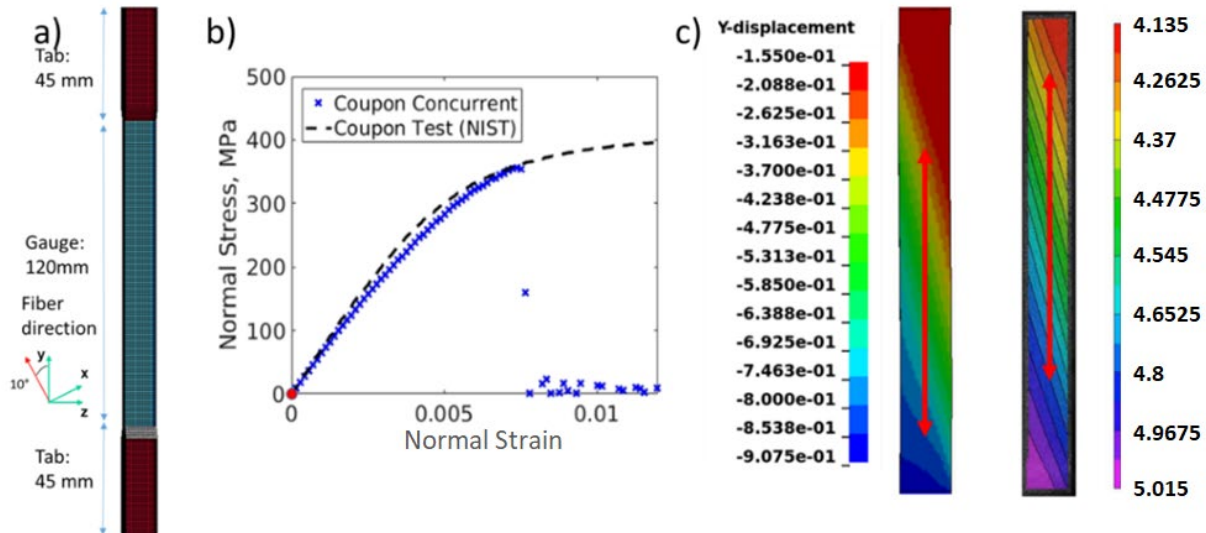 a)
Tab:
45 mm
Gauge:
120mm
Fiber
direction
y
10°
x
z
Tab:
45 mm
b)
500
400
300
200
100
0
Normal Stress, MPa
Coupon Concurrent
Coupon Test (NIST)
0
0.005
0.01
Normal Strain
c)
Y-displacement
-1.550e-01
-2.088e-01
-2.625e-01
-3.163e-01
-3.700e-01
-4.238e-01
-4.775e-01
-5.313e-01
-5.850e-01
-6.388e-01
-6.925e-01
-7.463e-01
-8.000e-01
-8.538e-01
-9.075e-01
4.135
4.2625
4.37
4.4775
4.545
4.6525
4.8
4.9675
5.015